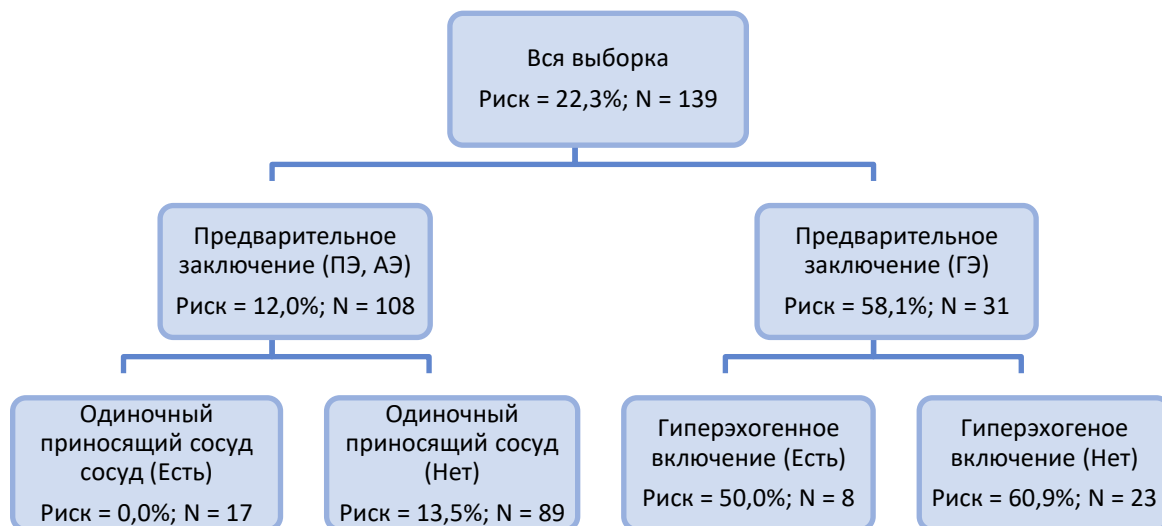 Вся выборка
Риск = 22,3%; N = 139
Предварительное
заключение (ПЭ, АЭ)
Риск = 12,0%; N = 108
Предварительное
заключение (ГЭ)
Риск = 58,1%; N = 31
Одиночный
приносящий сосуд
сосуд (Есть)
Риск = 0,0%; N = 17
Одиночный
приносящий сосуд
(Нет)
Риск = 13,5%; N = 89
Гиперэхогенное
включение (Есть)
Риск = 50,0%; N = 8
Гиперэхогеное
включение (Нет)
Риск = 60,9%; N = 23